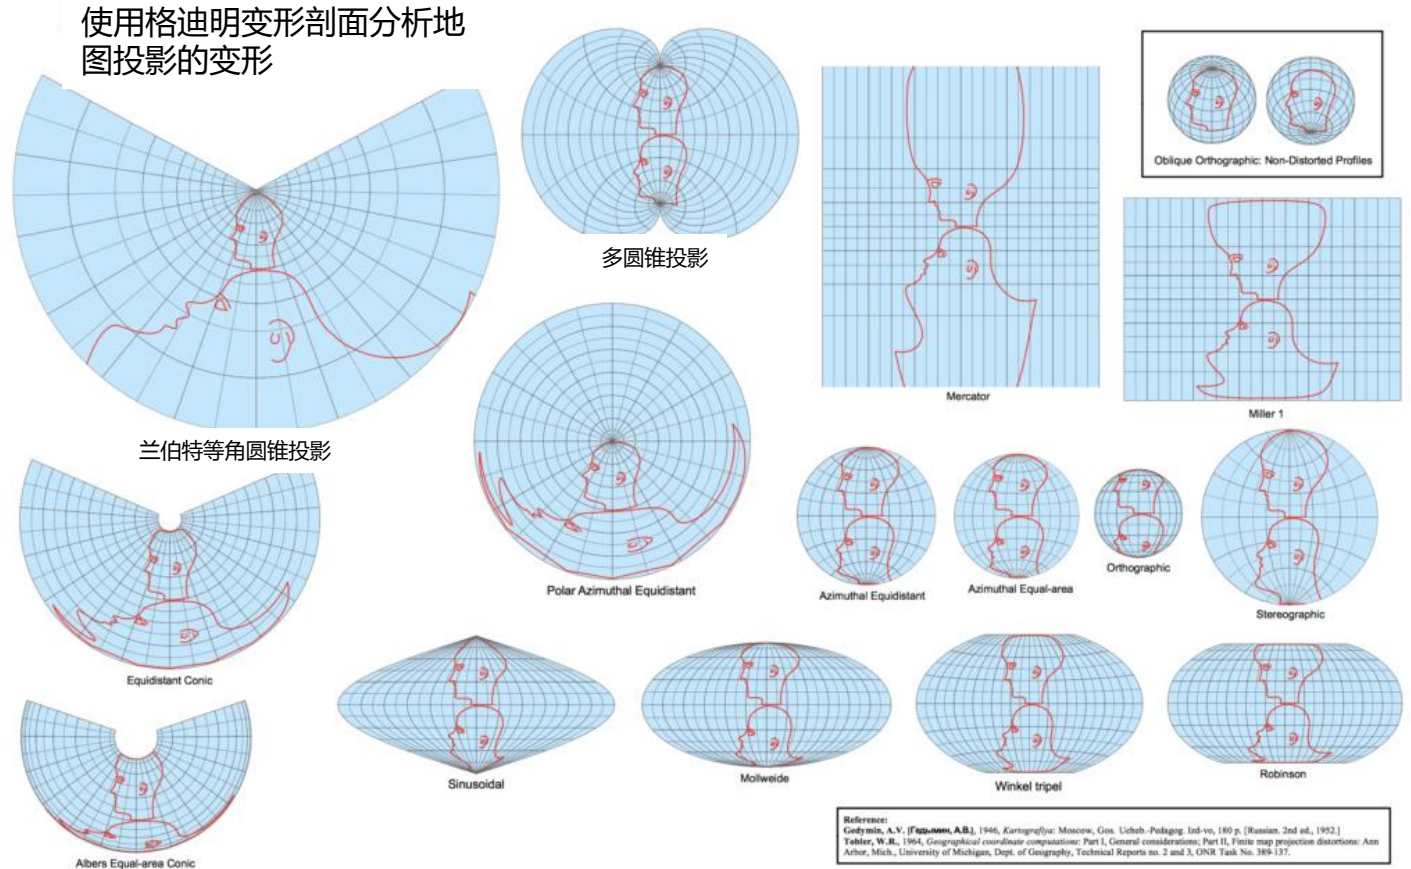 使用格迪明变形剖面分析地
图投影的变形
Oblique Orthographic: Non-Distorted Profiles
多圆锥投影
Mercator
Miller 1
兰伯特等角圆锥投影
Polar Azimuthal Equidistant
Azimuthal Equidistant
Azimuthal Equal-area
Orthographic
Stereographic
Equidistant Conic
Sinusoidal
Mollweide
Winkel tripel
Robinson
Albers Equal-area Conic
Reference:
Gedymin, A.V. [Гедымин, А.В.], 1946, Kartografiya: Moscow, Gos. Ucheb.-Pedagog. Izd-vo, 180 p. [Russian. 2nd ed., 1952.]
Tobler, W.R., 1964, Geographical coordinate computations: Part I, General considerations; Part II, Finite map projection distortions: Ann
Arbor, Mich., University of Michigan, Dept. of Geography, Technical Reports no. 2 and 3, ONR Task No. 389-137.